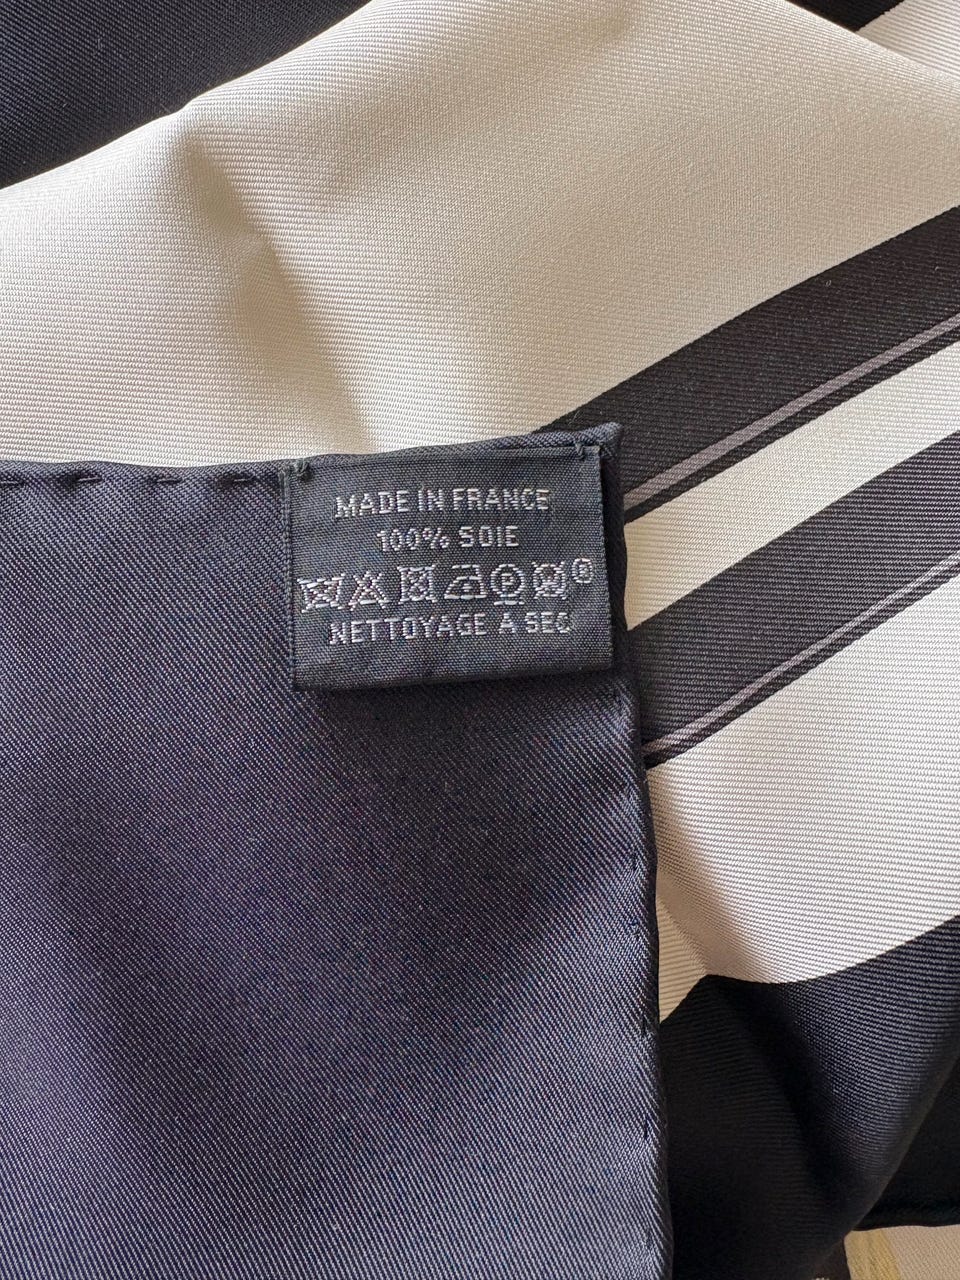 MADE IN FRANCE
100% SOIE
P ®
NETTOYAGE À SEC